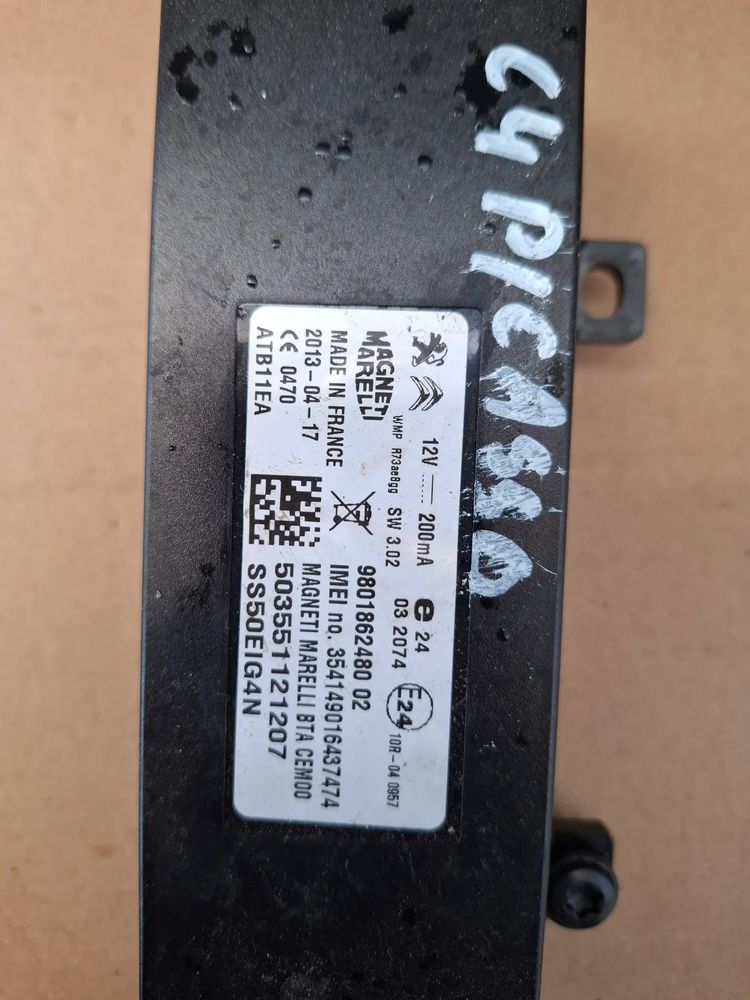 C4 PICASSO
12V 200mA e24
WMP R73ae8gg SW 3.02 03 2074 E24 10R-04 0957
MAGNETI
MARELLI
MADE IN FRANCE
9801862480 02
2013-04-17
IMEI no. 354149016437474
CE 0470
MAGNETI MARELLI BTA CEM00
ATB11EA
503551121207
SS50EIG4N